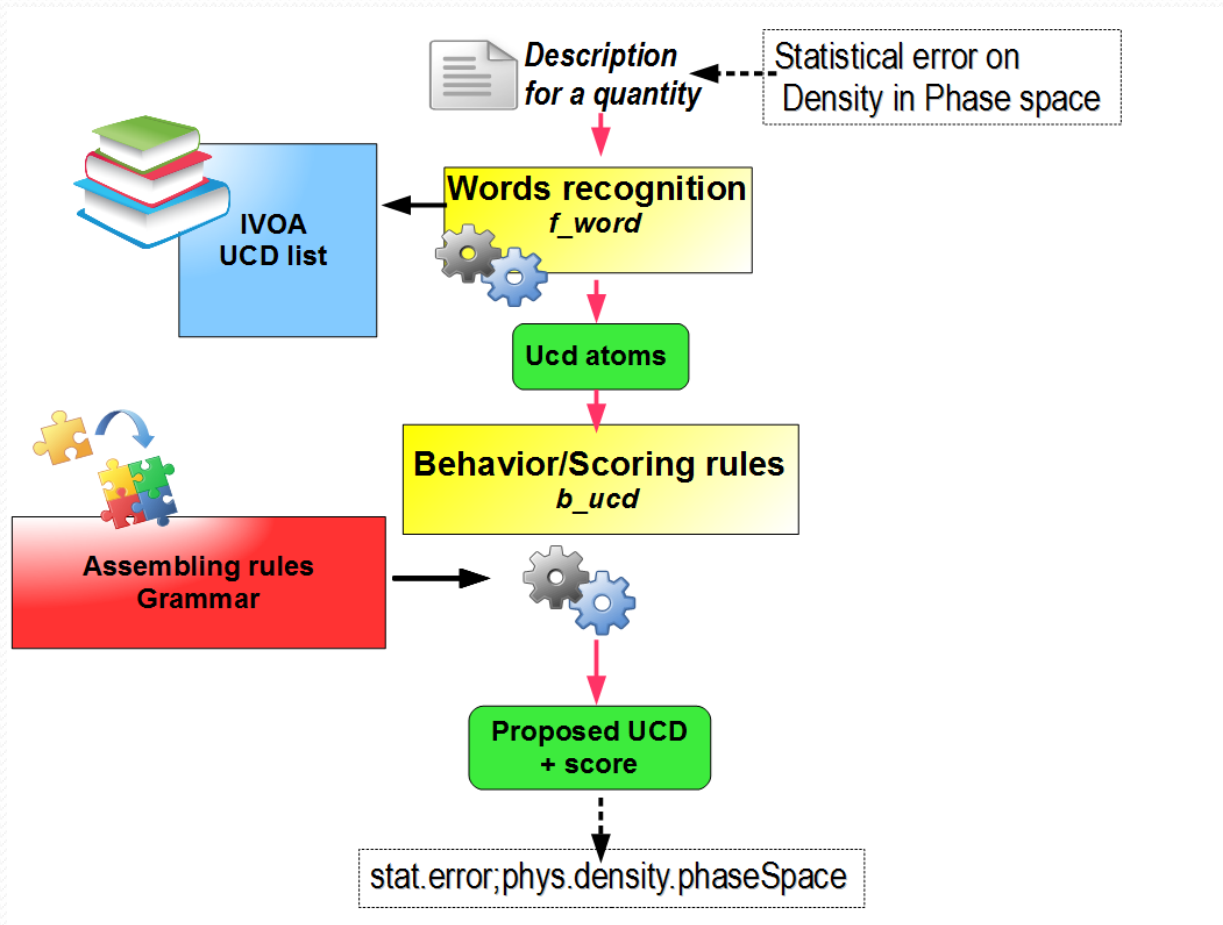 Description
for a quantity
Statistical error on
Density in Phase space
Words recognition
f_word
IVOA
UCD list
Ucd atoms
Behavior/Scoring rules
b_ucd
Assembling rules
Grammar
Proposed UCD
+ score
stat.error;phys.density.phaseSpace